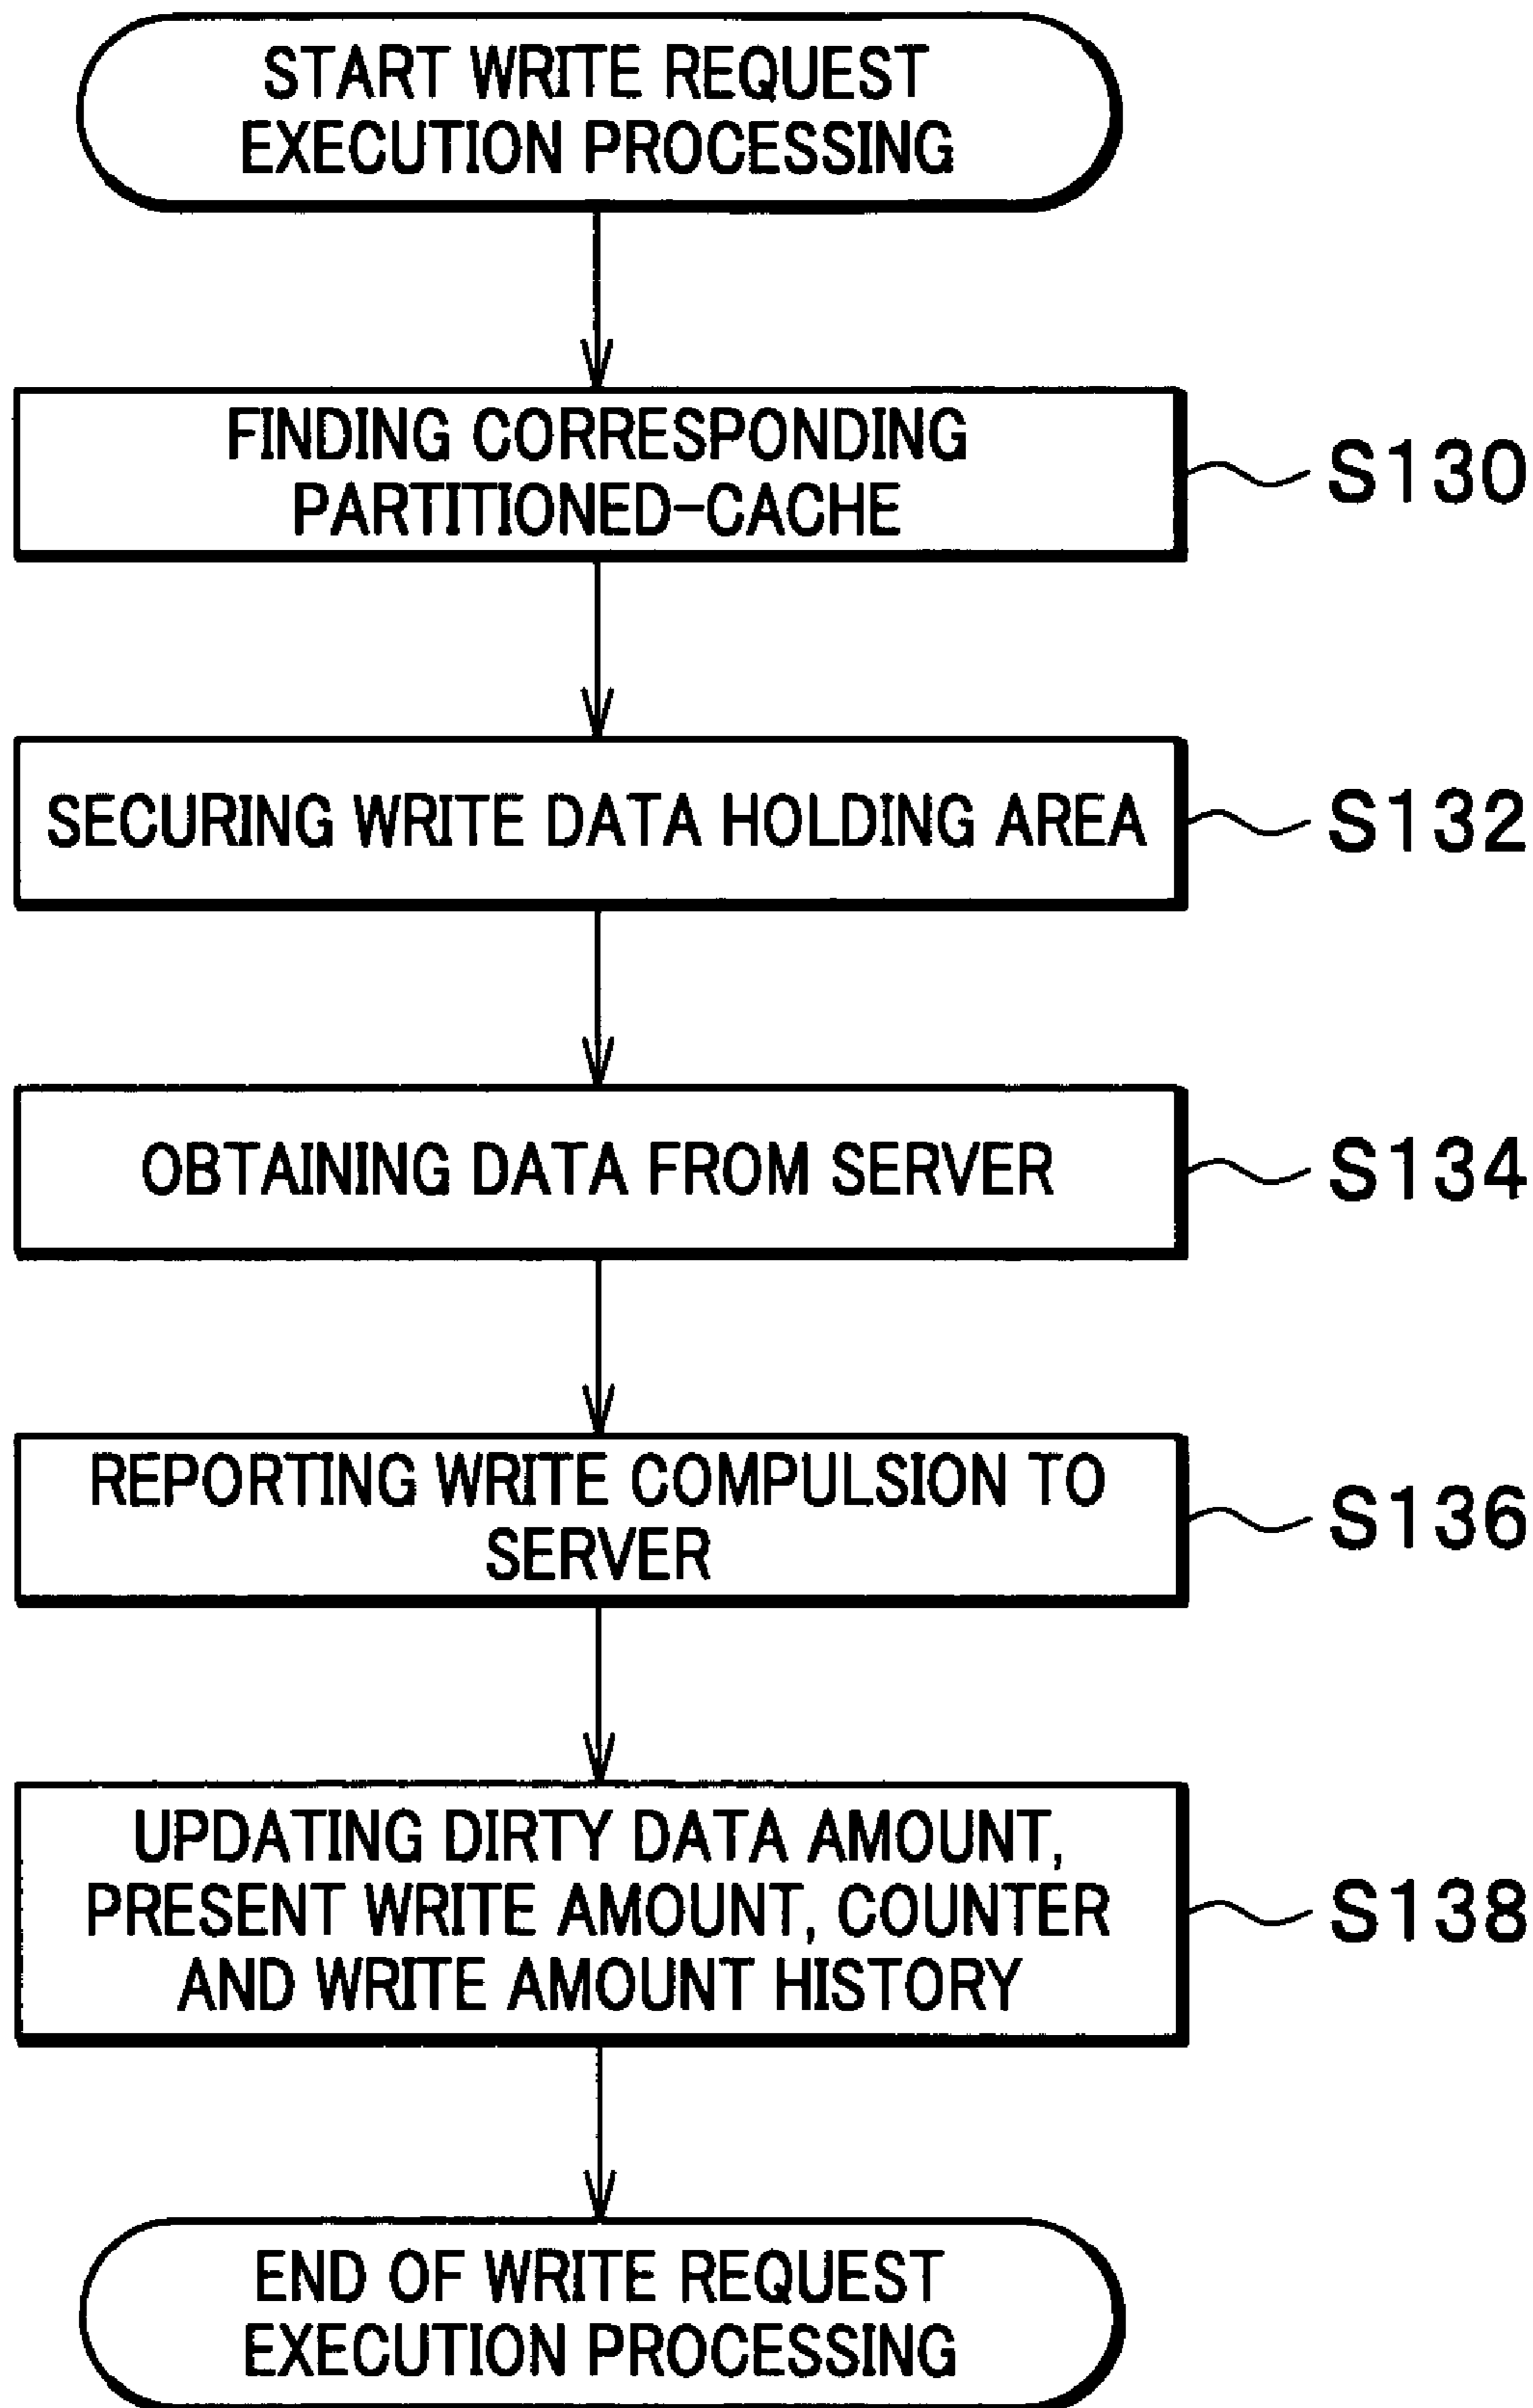 START WRITE REQUEST
EXECUTION PROCESSING
FINDING CORRESPONDING
PARTITIONED-CACHE
S130
SECURING WRITE DATA HOLDING AREA
S132
OBTAINING DATA FROM SERVER
S134
REPORTING WRITE COMPULSION TO
SERVER
S136
UPDATING DIRTY DATA AMOUNT,
PRESENT WRITE AMOUNT, COUNTER
AND WRITE AMOUNT HISTORY
S138
END OF WRITE REQUEST
EXECUTION PROCESSING